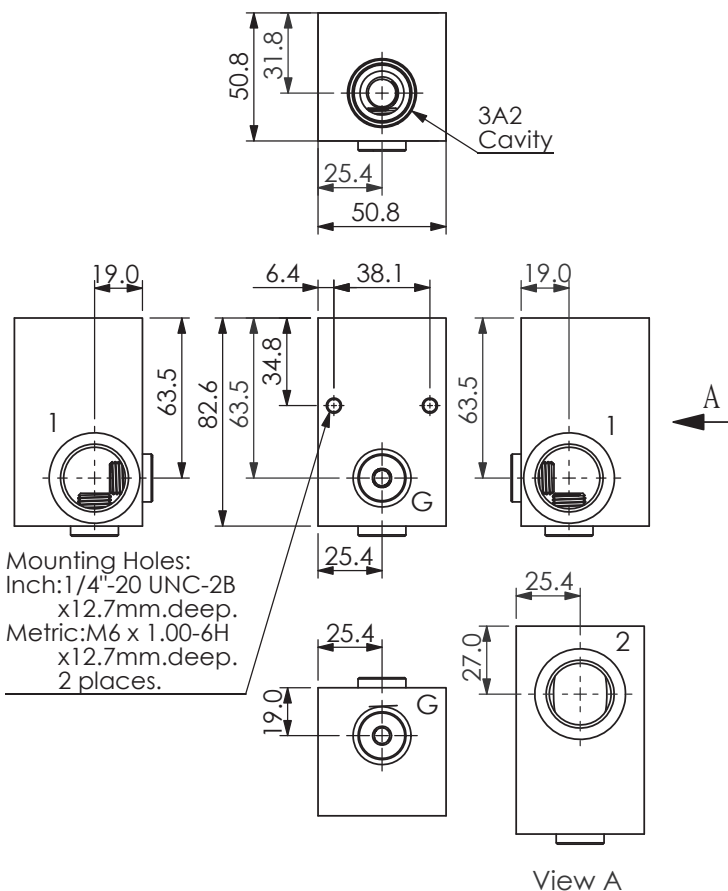 50.8
31.8
3A2
Cavity
25.4
50.8
19.0
6.4
38.1
19.0
63.5
82.6
63.5
34.8
63.5
A
1
1
G
Mounting Holes:
Inch:1/4"-20 UNC-2B
x12.7mm.deep.
Metric:M6 x 1.00-6H
x12.7mm.deep.
2 places.
25.4
25.4
25.4
19.0
G
27.0
2
View A